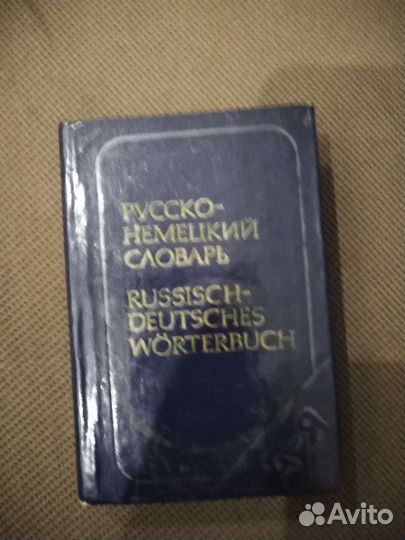 РУССКО-
НЕМЕЦКИЙ
СЛОВАРЬ
RUSSISCH-
DEUTSCHES
WÖRTERBUCH
Avito